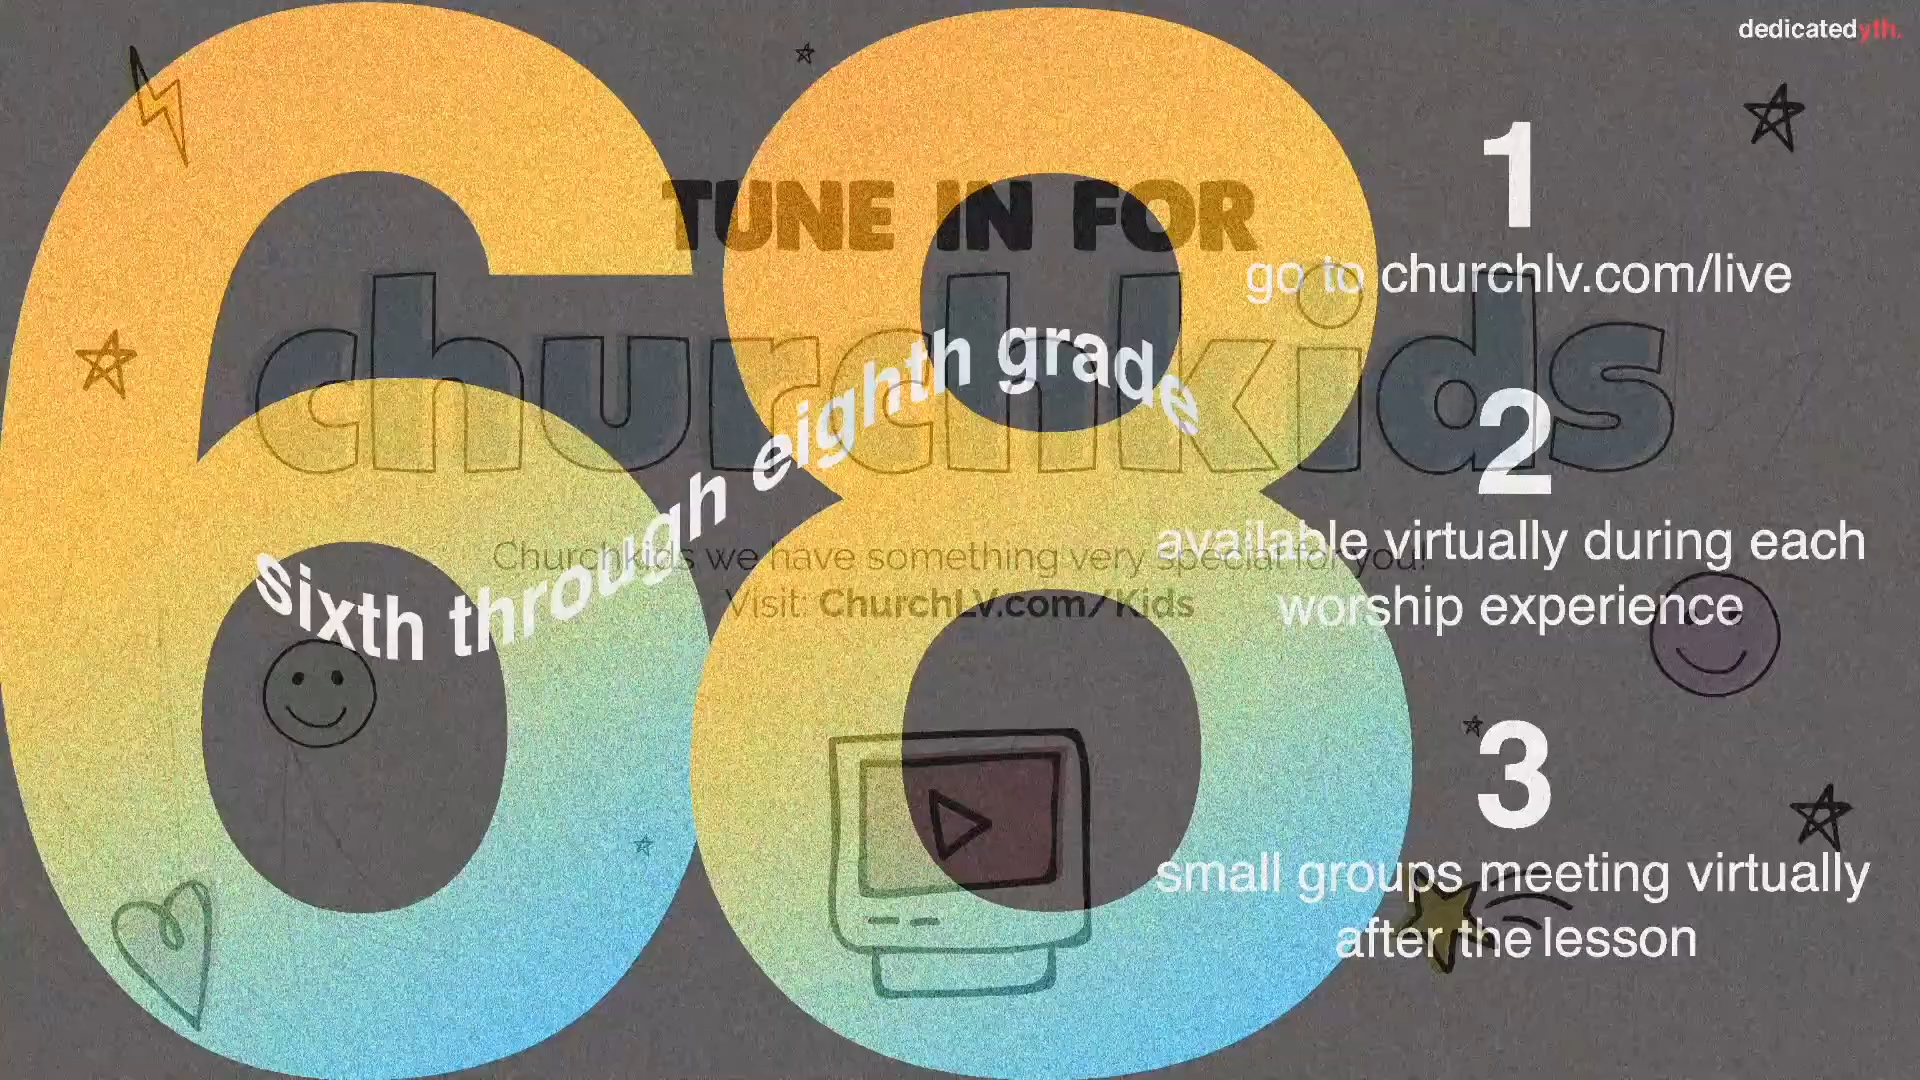 dedicatedyth.
68
sixth through eighth grade
1
go to churchlv.com/live
2
available virtually during each
worship experience
3
small groups meeting virtually
after the lesson
TUNE IN FOR
churchkids
Churchkids we have something very special for you!
Visit: ChurchLV.com/Kids